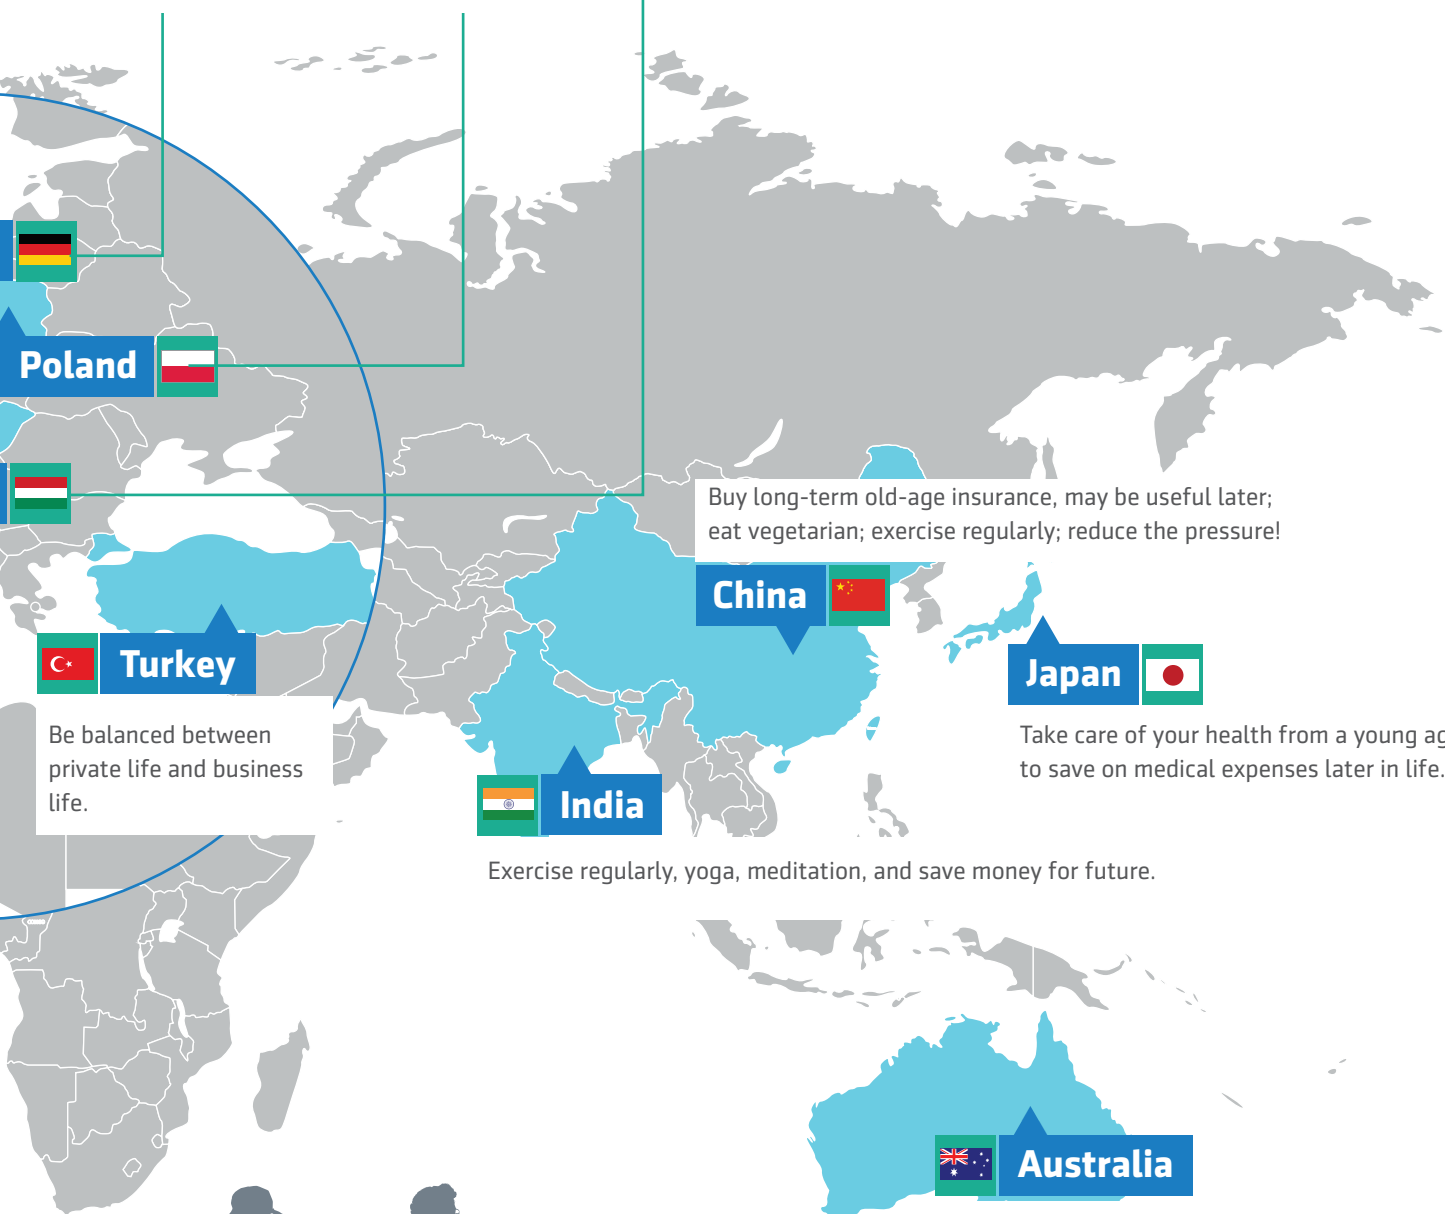 Poland
Buy long-term old-age insurance, may be useful later;
eat vegetarian; exercise regularly; reduce the pressure!
China
Turkey
Japan
Be balanced between
private life and business
life.
Take care of your health from a young
to save on medical expenses later in life.
India
Exercise regularly, yoga, meditation, and save money for future.
Australia